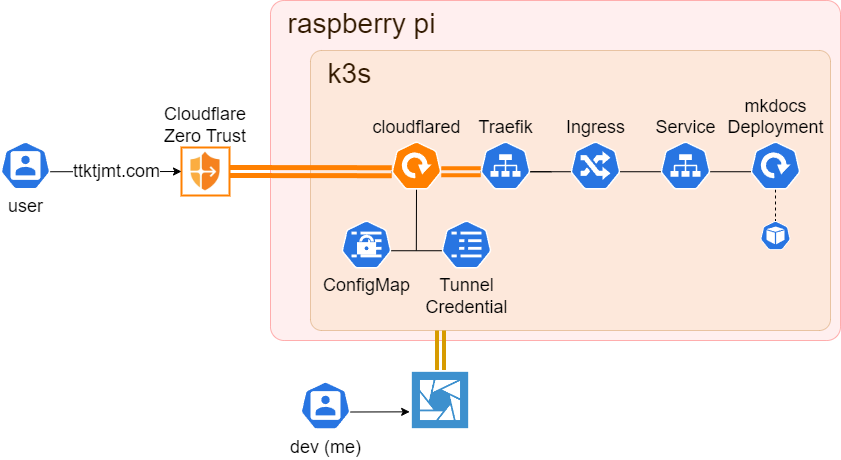 raspberry pi
k3s
Cloudflare
Zero Trust
cloudflared
Traefik
Ingress
Service
mkdocs
Deployment
ttktjmt.com
user
ConfigMap
Tunnel
Credential
dev (me)